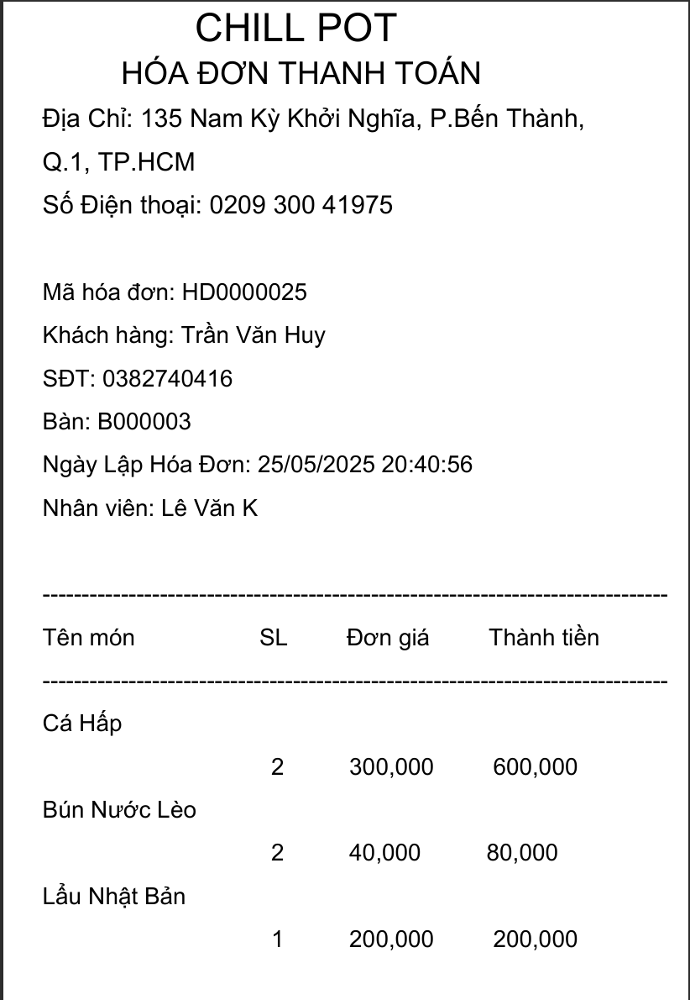 CHILL POT
HÓA ĐƠN THANH TOÁN
Địa Chỉ: 135 Nam Kỳ Khởi Nghĩa, P.Bến Thành,
Q.1, TP.HCM
Số Điện thoại: 0209 300 41975
Mã hóa đơn: HD0000025
Khách hàng: Trần Văn Huy
SĐT: 0382740416
Bàn: B000003
Ngày Lập Hóa Đơn: 25/05/2025 20:40:56
Nhân viên: Lê Văn K
--------------------------------------------------------------------------------
Tên món SL Đơn giá Thành tiền
--------------------------------------------------------------------------------
Cá Hấp
2 300,000 600,000
Bún Nước Lèo
2 40,000 80,000
Lẩu Nhật Bản
1 200,000 200,000